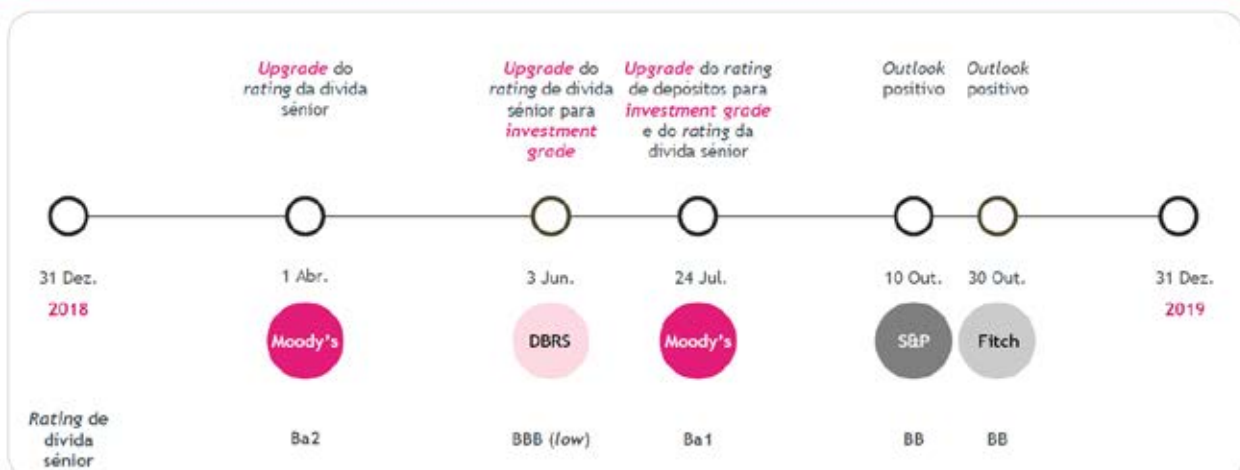 Upgrade do
rating da dívida
sénior
Upgrade do
rating de dívida
sénior para
investment
grade
Upgrade do rating
de depósitos para
investment grade
e do rating da
dívida sénior
Outlook
positivo
Outlook
positivo
31 Dez.
2018
1 Abr.
3 Jun.
24 Jul.
10 Out.
30 Out.
31 Dez.
2019
Moody's
DBRS
Moody's
S&P
Fitch
Rating de
dívida
sénior
Ba2
BBB (low)
Ba1
BB
BB